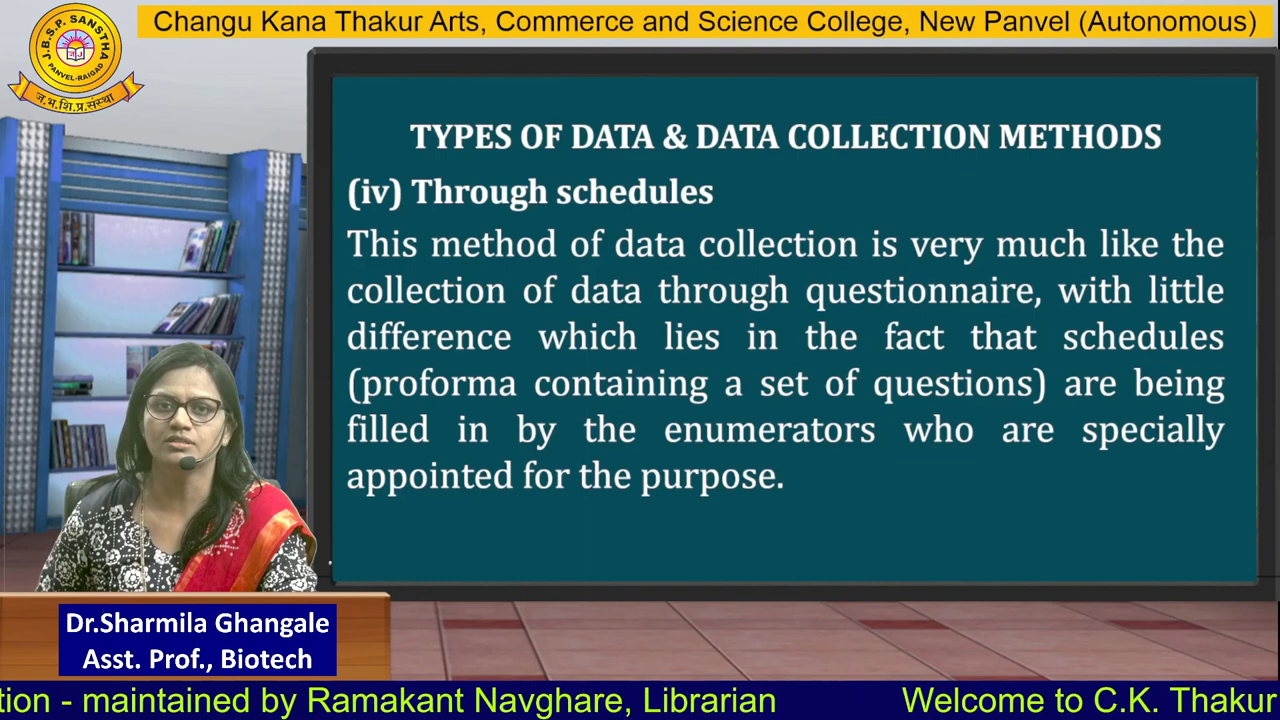 Changu Kana Thakur Arts, Commerce and Science College, New Panvel (Autonomous)
J.B.S.P. SANSTHA
PANVEL-RAIGAD
ज.भ.शि.प्र.संस्था
TYPES OF DATA & DATA COLLECTION METHODS
(iv) Through schedules
This method of data collection is very much like the
collection of data through questionnaire, with little
difference which lies in the fact that schedules
(proforma containing a set of questions) are being
filled in by the enumerators who are specially
appointed for the purpose.
Dr.Sharmila Ghangale
Asst. Prof., Biotech
tion - maintained by Ramakant Navghare, Librarian Welcome to C.K. Thakur